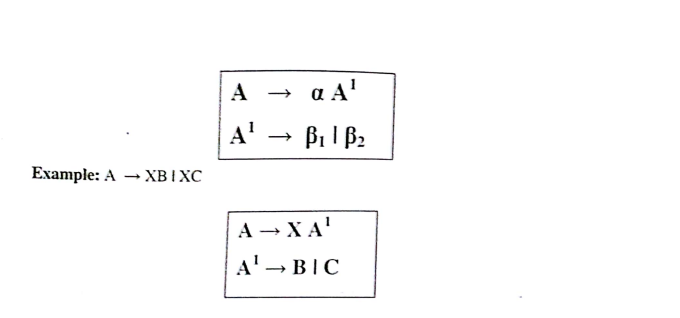 A → α A¹
A¹ → β₁ | β₂
Example: A → XB | XC
A → X A¹
A¹ → B | C